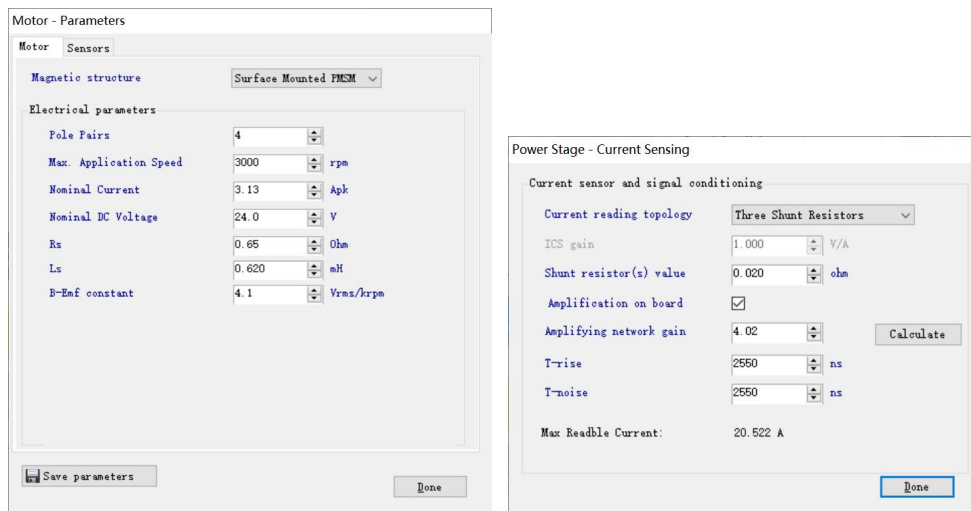 Motor - Parameters
Motor Sensors
Magnetic structure Surface Mounted PMSM
Electrical parameters
Pole Pairs 4
Max. Application Speed 3000 rpm
Nominal Current 3.13 Apk
Nominal DC Voltage 24.0 V
Rs 0.65 Ohm
Ls 0.620 mH
B-Emf constant 4.1 Vrms/krpm
Save parameters
Done
Power Stage - Current Sensing
Current sensor and signal conditioning
Current reading topology Three Shunt Resistors
ICS gain 1.000 V/A
Shunt resistor(s) value 0.020 ohm
Amplification on board
Amplifying network gain 4.02 Calculate
T-rise 2550 ns
T-noise 2550 ns
Max Readble Current: 20.522 A
Done